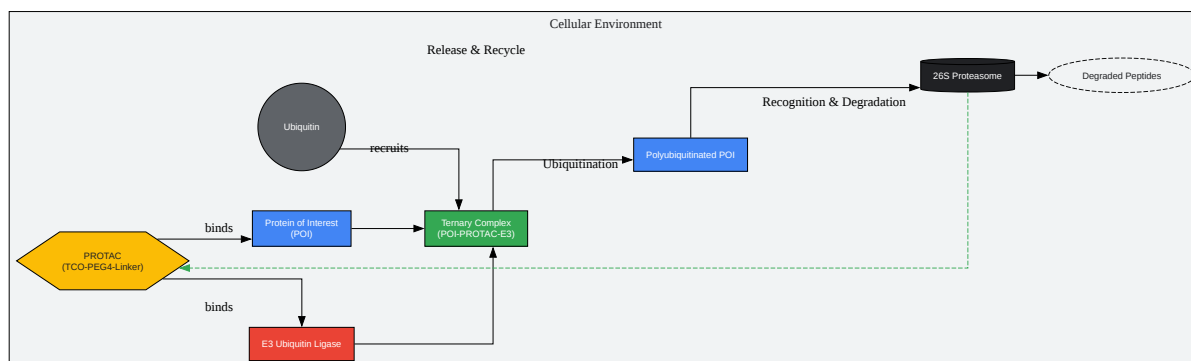 Cellular Environment
Release & Recycle
26S Proteasome
Degraded Peptides
Recognition & Degradation
Ubiquitin
recruits
Polyubiquitinated POI
Ubiquitination
binds
Protein of Interest
(POI)
Ternary Complex
(POI-PROTAC-E3)
PROTAC
(TCO-PEG4-Linker)
binds
E3 Ubiquitin Ligase